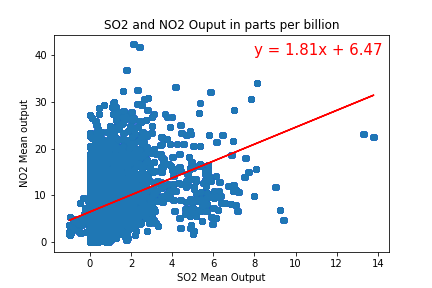 SO2 and NO2 Ouput in parts per billion
y = 1.81x + 6.47
NO2 Mean output
40
30
20
10
0
0 2 4 6 8 10 12 14
SO2 Mean Output